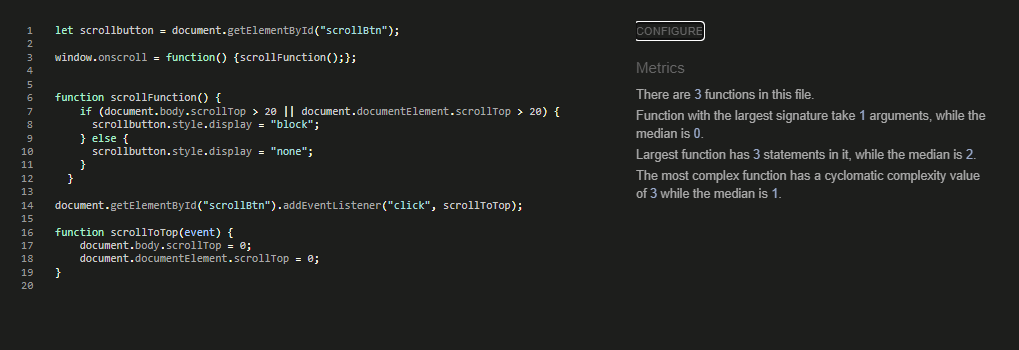 1 let scrollbutton = document.getElementById("scrollBtn");
2
3 window.onscroll = function() {scrollFunction();};
4
5
6 function scrollFunction() {
7 if (document.body.scrollTop > 20 || document.documentElement.scrollTop > 20) {
8 scrollbutton.style.display = "block";
9 } else {
10 scrollbutton.style.display = "none";
11 }
12 }
13
14 document.getElementById("scrollBtn").addEventListener("click", scrollToTop);
15
16 function scrollToTop(event) {
17 document.body.scrollTop = 0;
18 document.documentElement.scrollTop = 0;
19 }
20
CONFIGURE
Metrics
There are 3 functions in this file.
Function with the largest signature take 1 arguments, while the
median is 0.
Largest function has 3 statements in it, while the median is 2.
The most complex function has a cyclomatic complexity value
of 3 while the median is 1.